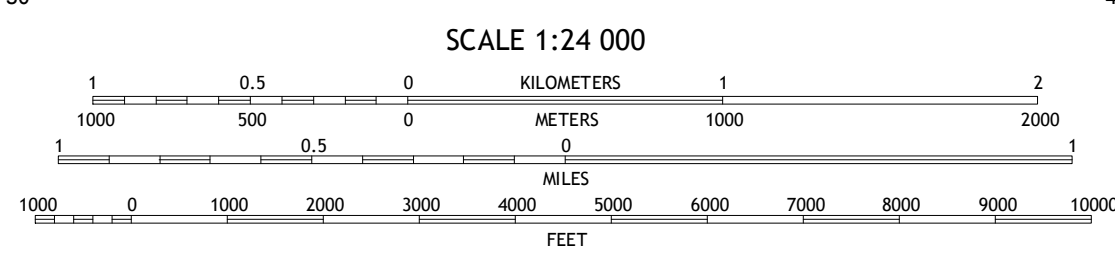 SCALE 1:24 000
1 0.5 0 KILOMETERS 1 2
1000 500 0 METERS 1000 2000
1 0.5 0 1
MILES
1000 0 1000 2000 3000 4000 5000 6000 7000 8000 9000 10000
FEET